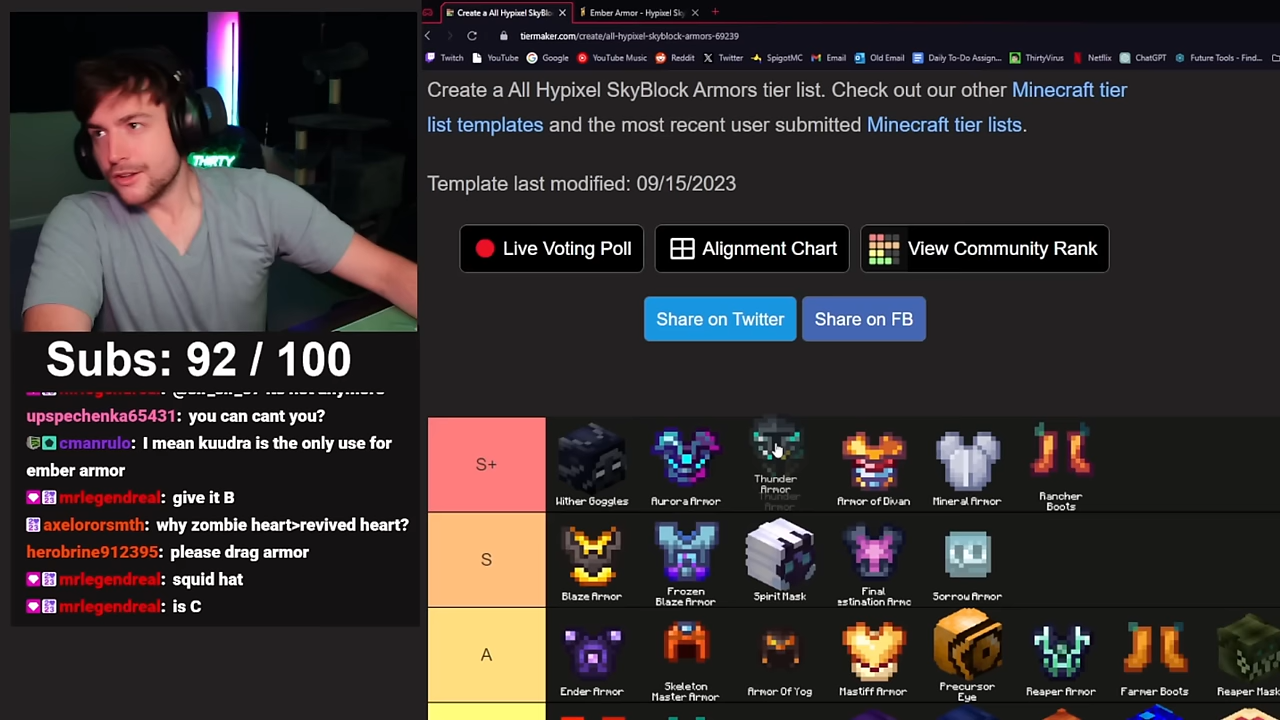 Create a All Hypixel SkyBlo
Ember Armor - Hypixel Sk
tiermaker.com/create/all-hypixel-skyblock-armors-69239
Twitch YouTube Google YouTube Music Reddit Twitter SpigotMC Email Old Email Daily To-Do Assign... ThirtyVirus Netflix ChatGPT Future Tools - Find...
Create a All Hypixel SkyBlock Armors tier list. Check out our other Minecraft tier
list templates and the most recent user submitted Minecraft tier lists.
Template last modified: 09/15/2023
Live Voting Poll
Alignment Chart
View Community Rank
Share on Twitter
Share on FB
THIRTY
Subs: 92 / 100
upspechenka65431: you can cant you?
cmanrulo: I mean kuudra is the only use for
ember armor
mrlegendreal: give it B
axelororsmth: why zombie heart>revived heart?
herobrine912395: please drag armor
mrlegendreal: squid hat
mrlegendreal: is C
S+
Wither Goggles
Aurora Armor
Thunder
Armor
Armor of Divan
Mineral Armor
Rancher
Boots
S
Blaze Armor
Frozen
Blaze Armor
Spirit Mask
Final
estination Armo
Sorrow Armor
A
Ender Armor
Skeleton
Master Armor
Armor Of Yog
Mastiff Armor
Precursor
Eye
Reaper Armor
Farmer Boots
Reaper Mask